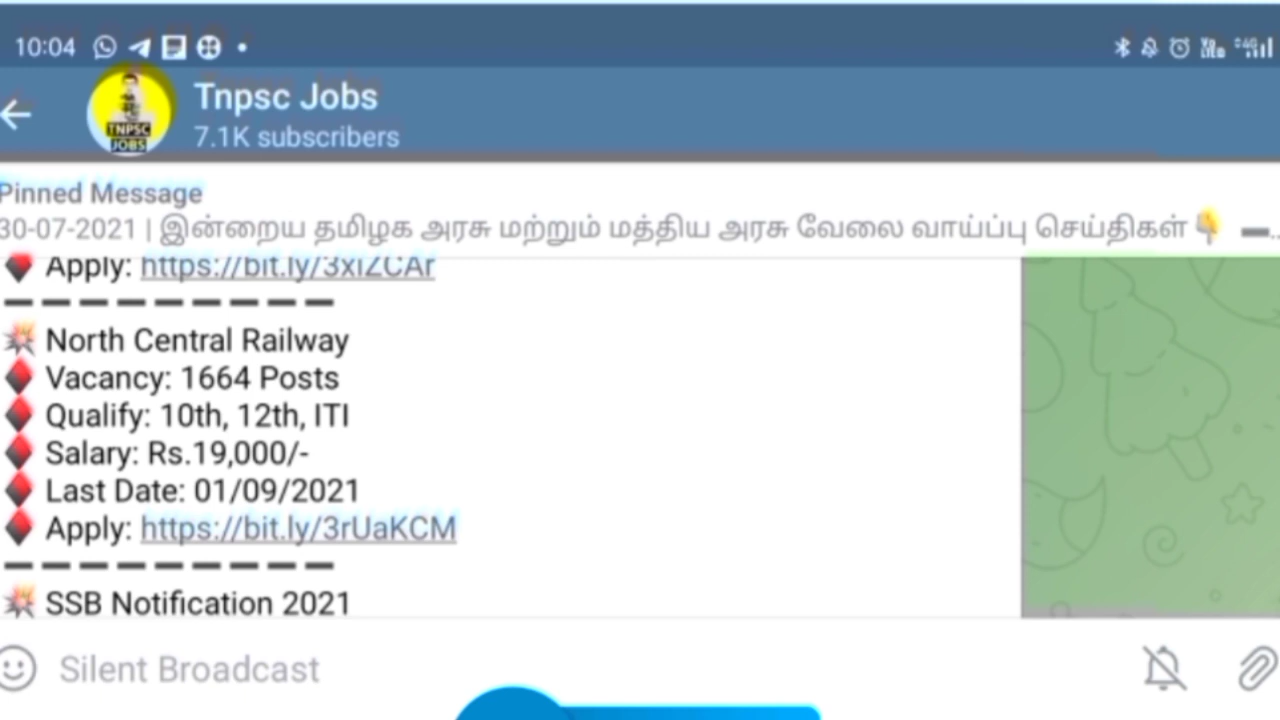 10:04
Tnpsc Jobs
7.1K subscribers
TNPSC
JOBS
Pinned Message
30-07-2021 | இன்றைய தமிழக அரசு மற்றும் மத்திய அரசு வேலை வாய்ப்பு செய்திகள்👇 ▬...
♦ Apply: https://bit.ly/3xiZCAr
▬▬▬▬▬▬▬▬▬
💥 North Central Railway
♦ Vacancy: 1664 Posts
♦ Qualify: 10th, 12th, ITI
♦ Salary: Rs.19,000/-
♦ Last Date: 01/09/2021
♦ Apply: https://bit.ly/3rUaKCM
▬▬▬▬▬▬▬▬▬
💥 SSB Notification 2021
Silent Broadcast